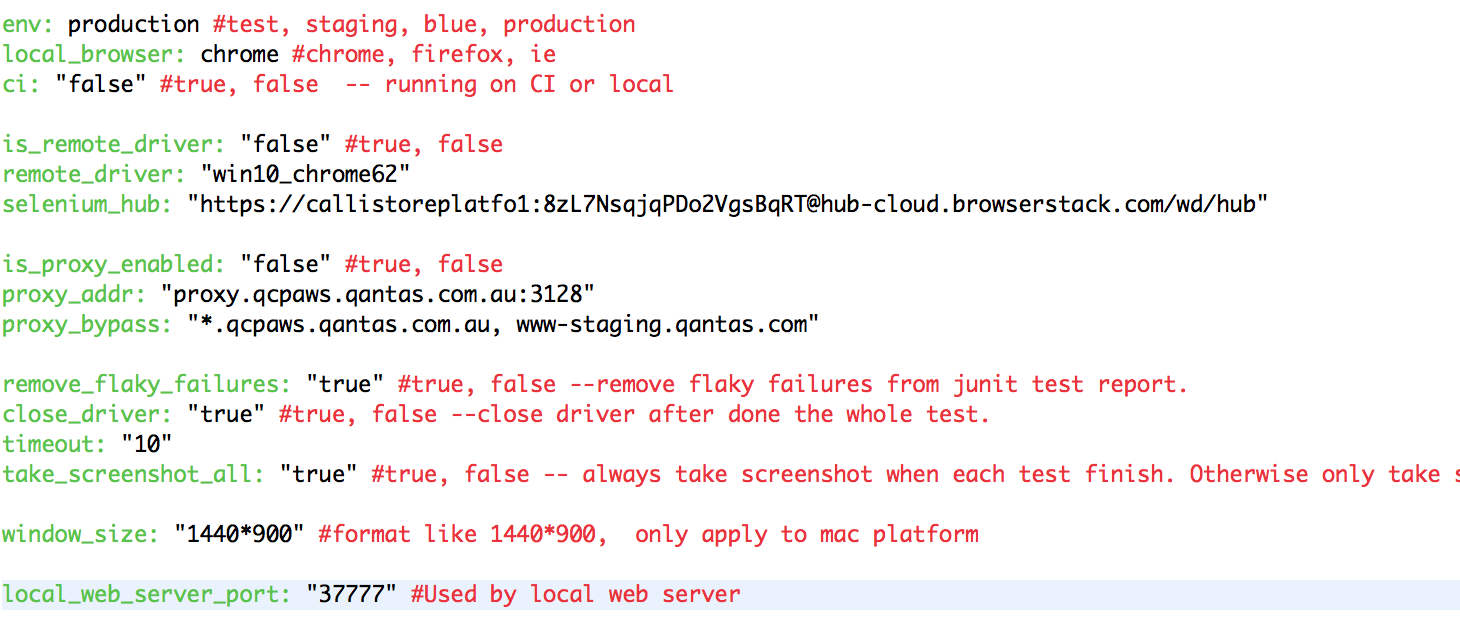 env: production #test, staging, blue, production
local_browser: chrome #chrome, firefox, ie
ci: "false" #true, false  -- running on CI or local
is_remote_driver: "false" #true, false
remote_driver: "win10_chrome62"
selenium_hub: "https://callistoreplatfo1:8zL7NsqjqPDo2VgsBqRT@hub-cloud.browserstack.com/wd/hub"
is_proxy_enabled: "false" #true, false
proxy_addr: "proxy.qcpaws.qantas.com.au:3128"
proxy_bypass: "*.qcpaws.qantas.com.au, www-staging.qantas.com"
remove_flaky_failures: "true" #true, false --remove flaky failures from junit test report.
close_driver: "true" #true, false --close driver after done the whole test.
timeout: "10"
take_screenshot_all: "true" #true, false -- always take screenshot when each test finish. Otherwise only take
window_size: "1440*900" #format like 1440*900,  only apply to mac platform
local_web_server_port: "37777" #Used by local web server